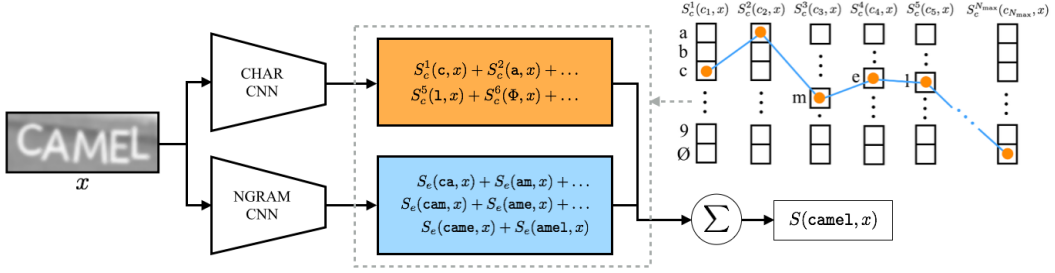 CAMEL
x
CHAR
CNN
NGRAM
CNN
S_c^1(c, x) + S_c^2(a, x) + ...
S_c^5(l, x) + S_c^6(Φ, x) + ...
S_e(ca, x) + S_e(am, x) + ...
S_e(cam, x) + S_e(ame, x) + ...
S_e(came, x) + S_e(amel, x)
S_c^1(c_1, x) S_c^2(c_2, x) S_c^3(c_3, x) S_c^4(c_4, x) S_c^5(c_5, x) S_c^{N_max}(c_{N_max}, x)
a
b
c
e
l
m
9
Ø
Σ
S(camel, x)